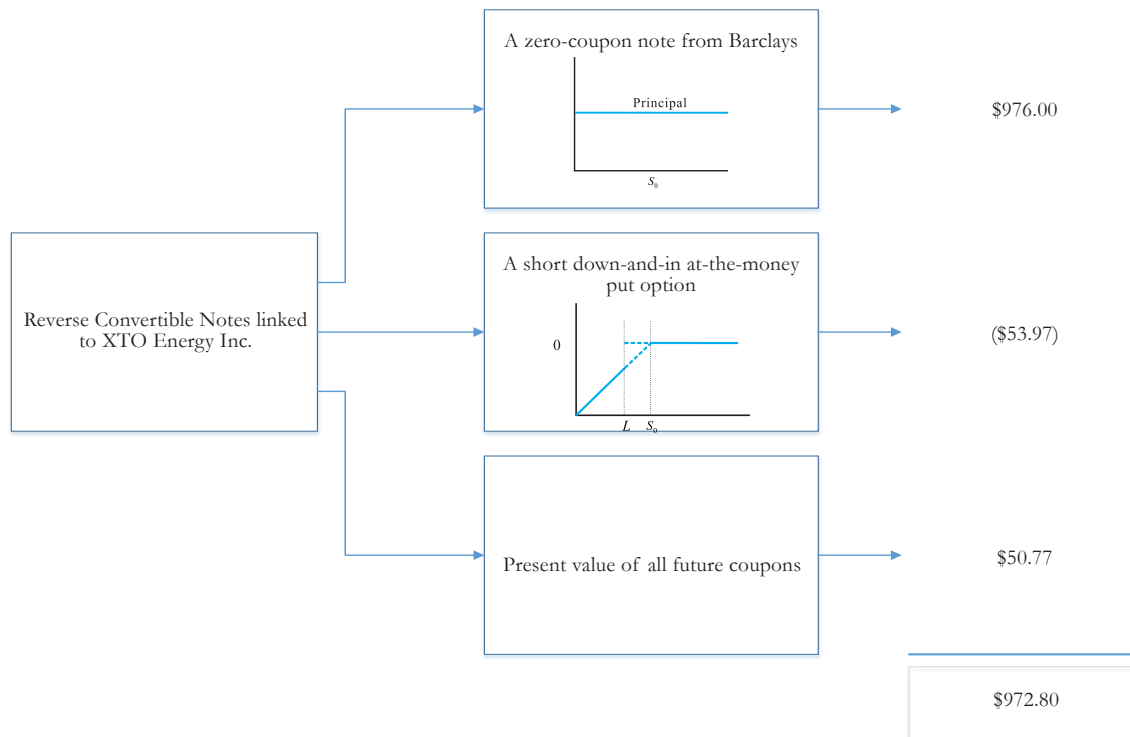 A zero-coupon note from Barclays
Principal
S₀
$976.00
Reverse Convertible Notes linked
to XTO Energy Inc.
A short down-and-in at-the-money
put option
0
L S₀
($53.97)
Present value of all future coupons
$50.77
$972.80